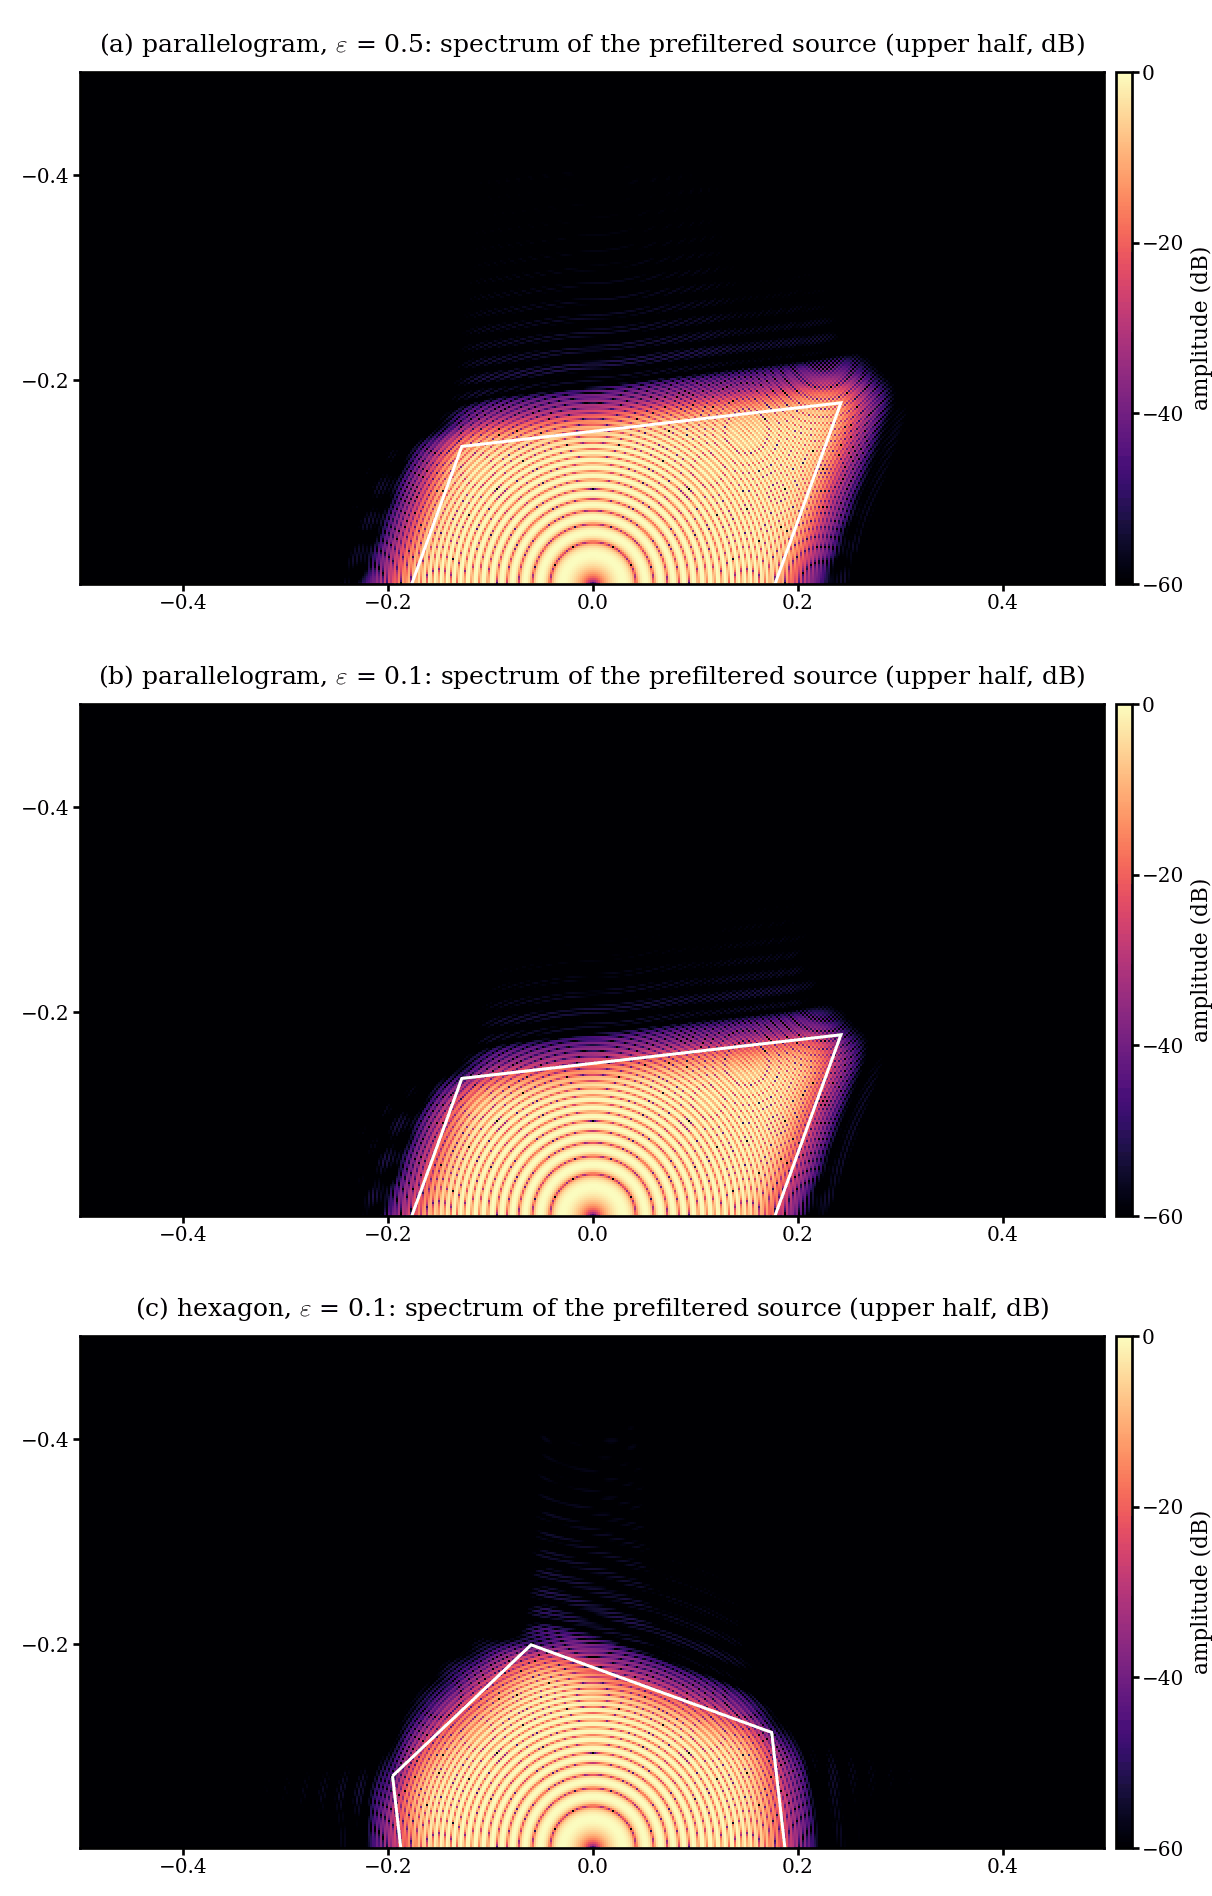 (a) parallelogram, ε = 0.5: spectrum of the prefiltered source (upper half, dB)
0
−20
−40
−60
amplitude (dB)
−0.4
−0.2
−0.4 −0.2 0.0 0.2 0.4
(b) parallelogram, ε = 0.1: spectrum of the prefiltered source (upper half, dB)
0
−20
−40
−60
amplitude (dB)
−0.4
−0.2
−0.4 −0.2 0.0 0.2 0.4
(c) hexagon, ε = 0.1: spectrum of the prefiltered source (upper half, dB)
0
−20
−40
−60
amplitude (dB)
−0.4
−0.2
−0.4 −0.2 0.0 0.2 0.4